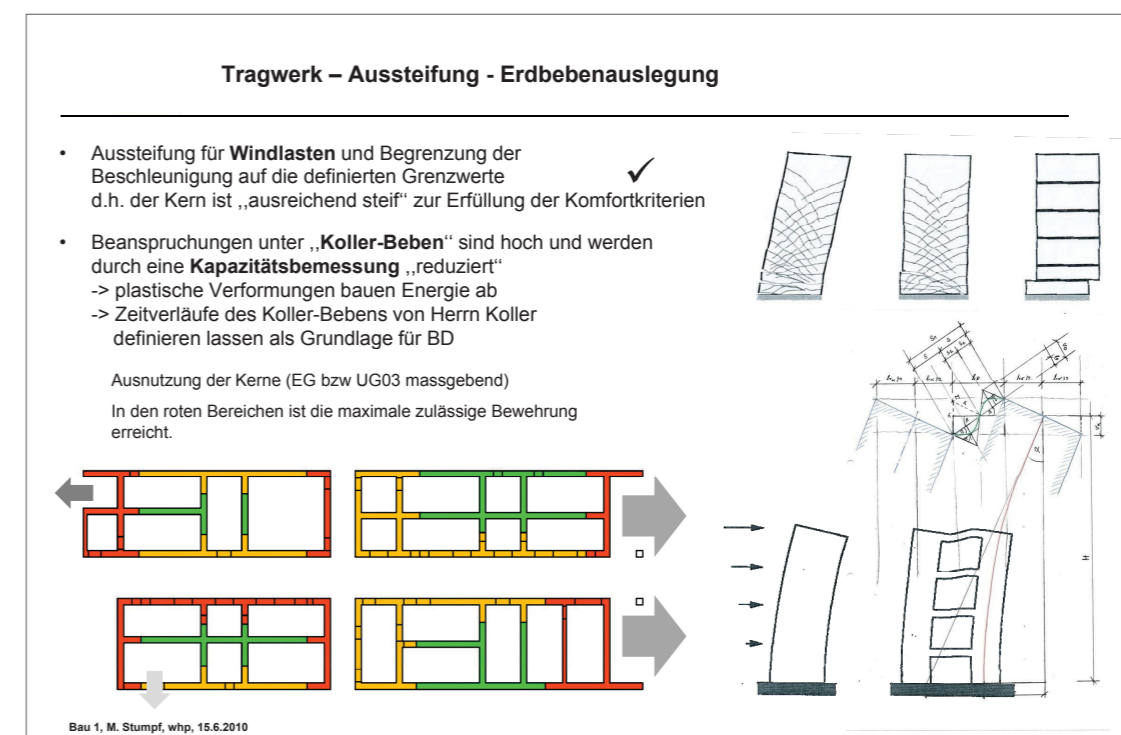 Tragwerk – Aussteifung - Erdbebenauslegung
• Aussteifung für Windlasten und Begrenzung der
Beschleunigung auf die definierten Grenzwerte
d.h. der Kern ist ,,ausreichend steif‘‘ zur Erfüllung der Komfortkriterien
• Beanspruchungen unter ,,Koller-Beben‘‘ sind hoch und werden
durch eine Kapazitätsbemessung ,,reduziert‘‘
-> plastische Verformungen bauen Energie ab
-> Zeitverläufe des Koller-Bebens von Herrn Koller
definieren lassen als Grundlage für BD
Ausnutzung der Kerne (EG bzw UG03 massgebend)
In den roten Bereichen ist die maximale zulässige Bewehrung
erreicht.
α
H
Bau 1, M. Stumpf, whp, 15.6.2010